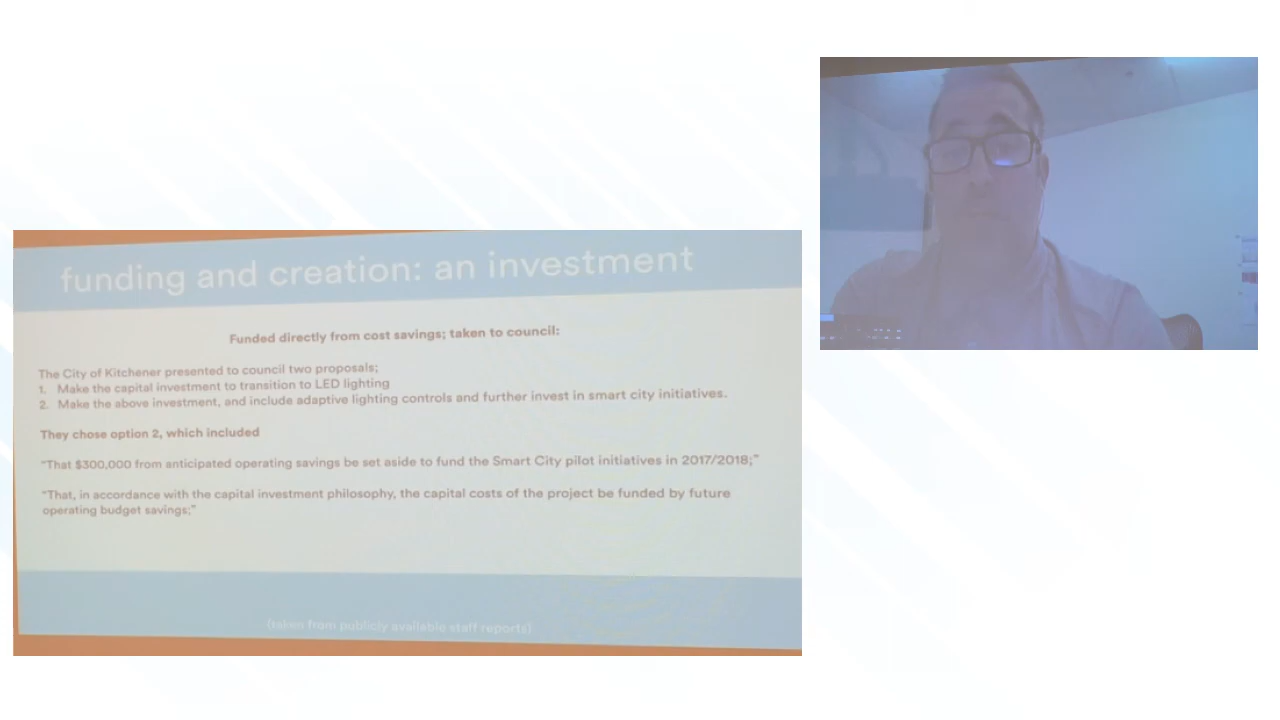 funding and creation: an investment
Funded directly from cost savings; taken to council:
The City of Kitchener presented to council two proposals;
1. Make the capital investment to transition to LED lighting
2. Make the above investment, and include adaptive lighting controls and further invest in smart city initiatives.
They chose option 2, which included
"That $300,000 from anticipated operating savings be set aside to fund the Smart City pilot initiatives in 2017/2018;"
"That, in accordance with the capital investment philosophy, the capital costs of the project be funded by future
operating budget savings;"
(taken from publicly available staff reports)